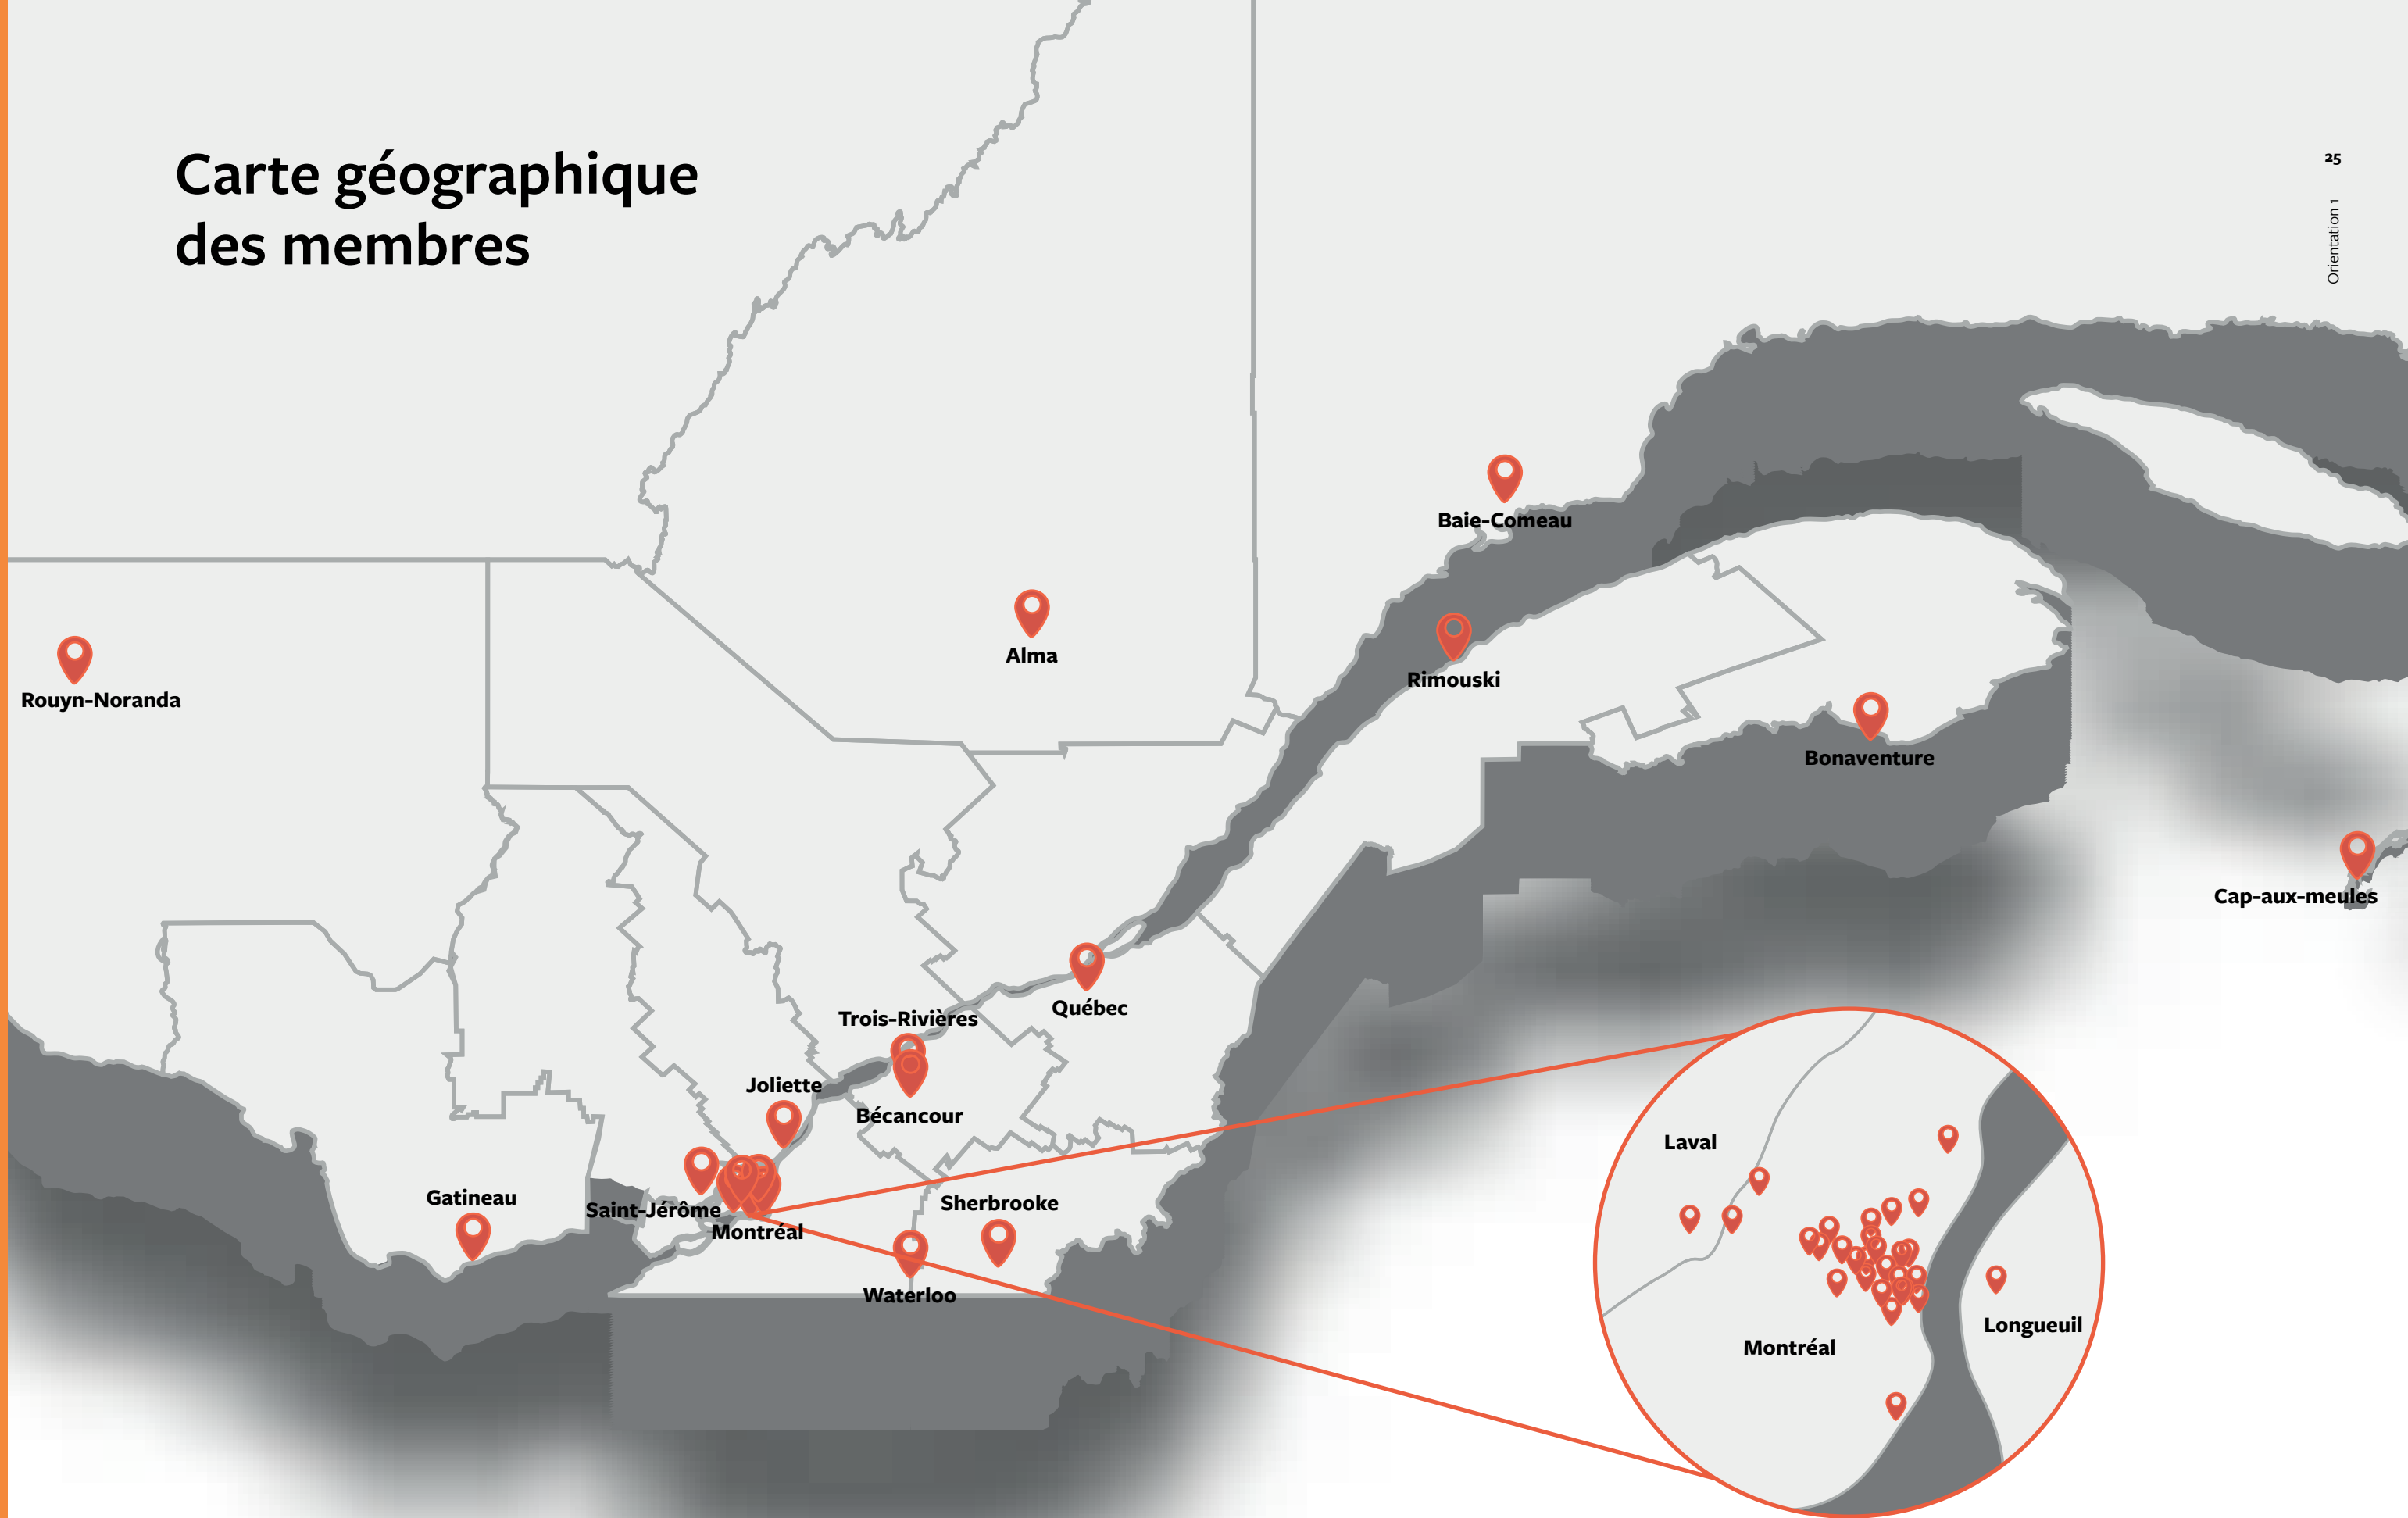 Carte géographique
des membres
25
Orientation 1
Baie-Comeau
Alma
Rimouski
Rouyn-Noranda
Bonaventure
Cap-aux-meules
Québec
Trois-Rivières
Joliette
Bécancour
Gatineau
Saint-Jérôme
Sherbrooke
Montréal
Waterloo
Laval
Longueuil
Montréal